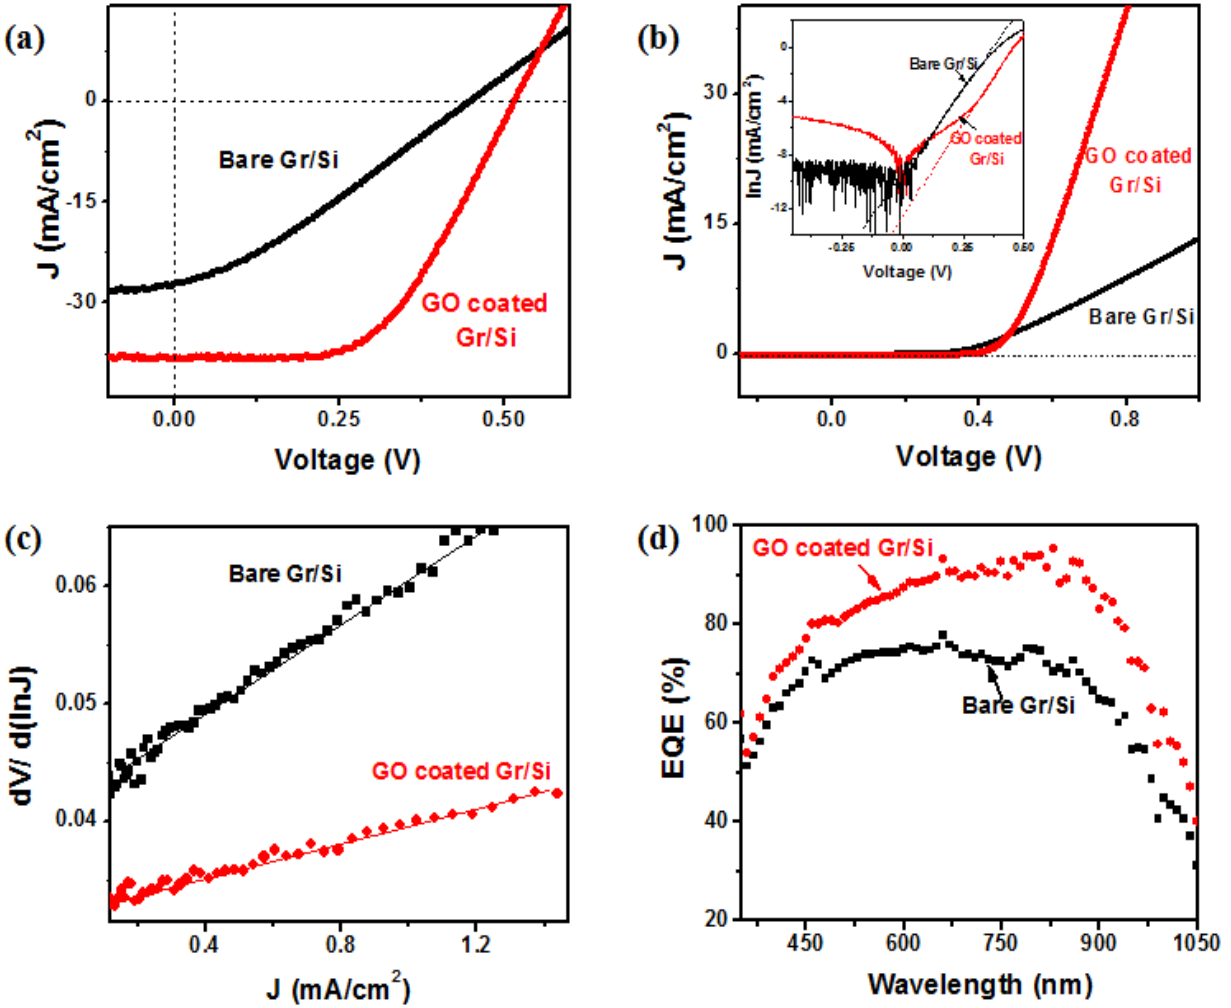 (a)
J (mA/cm²)
0
-15
-30
Bare Gr/Si
GO coated
Gr/Si
0.00
0.25
0.50
Voltage (V)
(b)
J (mA/cm²)
30
15
0
lnJ (mA/cm²)
0
-4
-8
-12
Bare Gr/Si
GO coated
Gr/Si
-0.25
0.00
0.25
0.50
Voltage (V)
GO coated
Gr/Si
Bare Gr/Si
0.0
0.4
0.8
Voltage (V)
(c)
dV/ d(lnJ)
0.06
0.05
0.04
Bare Gr/Si
GO coated Gr/Si
0.4
0.8
1.2
J (mA/cm²)
(d)
EQE (%)
100
80
60
40
20
GO coated Gr/Si
Bare Gr/Si
450
600
750
900
1050
Wavelength (nm)